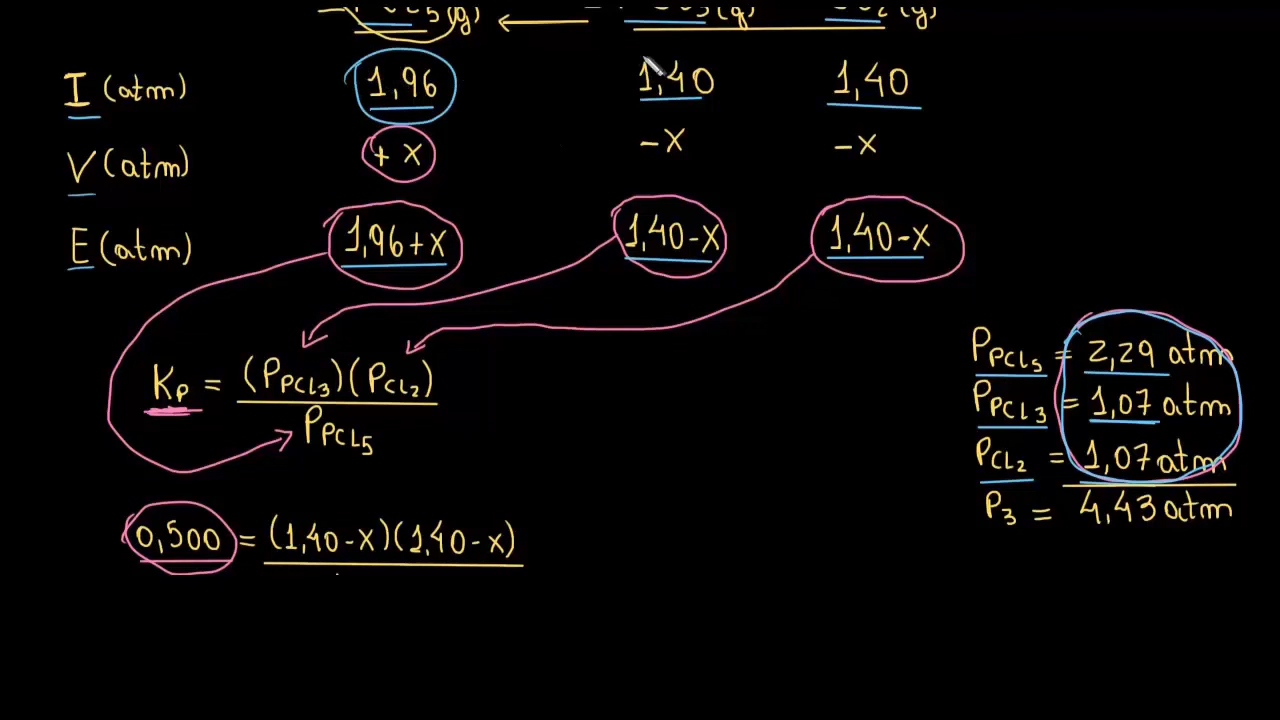 I (atm) 1,96 1,40 1,40
V (atm) + X - X - X
E (atm) 1,96+X 1,40-X 1,40-X
PPCL5 = 2,29 atm
KP = (PPCL3)(PCL2)
PPCL3 = 1,07 atm
PPCL5
PCL2 = 1,07 atm
P3 = 4,43 atm
0,500 = (1,40-X)(1,40-X)